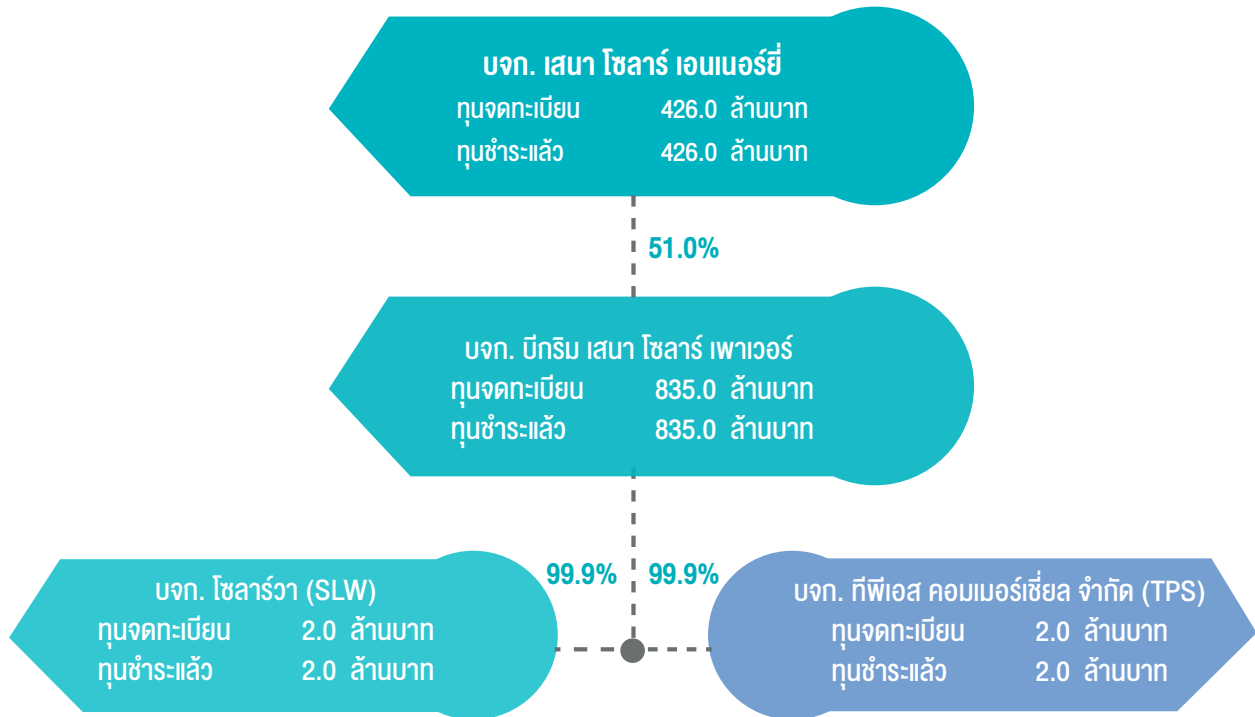 บจก. เสนา โซลาร์ เอนเนอร์ยี่
ทุนจดทะเบียน 426.0 ล้านบาท
ทุนชำระแล้ว 426.0 ล้านบาท
51.0%
บจก. บีกริม เสนา โซลาร์ เพาเวอร์
ทุนจดทะเบียน 835.0 ล้านบาท
ทุนชำระแล้ว 835.0 ล้านบาท
99.9% 99.9%
บจก. โซลาร์วา (SLW)
ทุนจดทะเบียน 2.0 ล้านบาท
ทุนชำระแล้ว 2.0 ล้านบาท
บจก. ทีพีเอส คอมเมอร์เชี่ยล จำกัด (TPS)
ทุนจดทะเบียน 2.0 ล้านบาท
ทุนชำระแล้ว 2.0 ล้านบาท